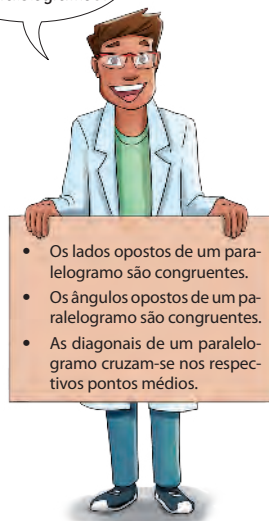 • Os lados opostos de um para-
lelogramo são congruentes.
• Os ângulos opostos de um pa-
ralelogramo são congruentes.
• As diagonais de um paralelo-
gramo cruzam-se nos respec-
tivos pontos médios.